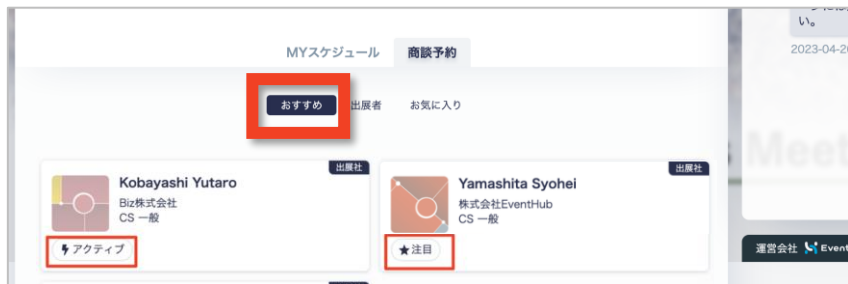 い。
2023-04-20
MYスケジュール 商談予約
おすすめ 出展者 お気に入り
出展社
Kobayashi Yutaro
Biz株式会社
CS 一般
アクティブ
出展社
Yamashita Syohei
株式会社EventHub
CS 一般
★注目
Meet
運営会社 Event